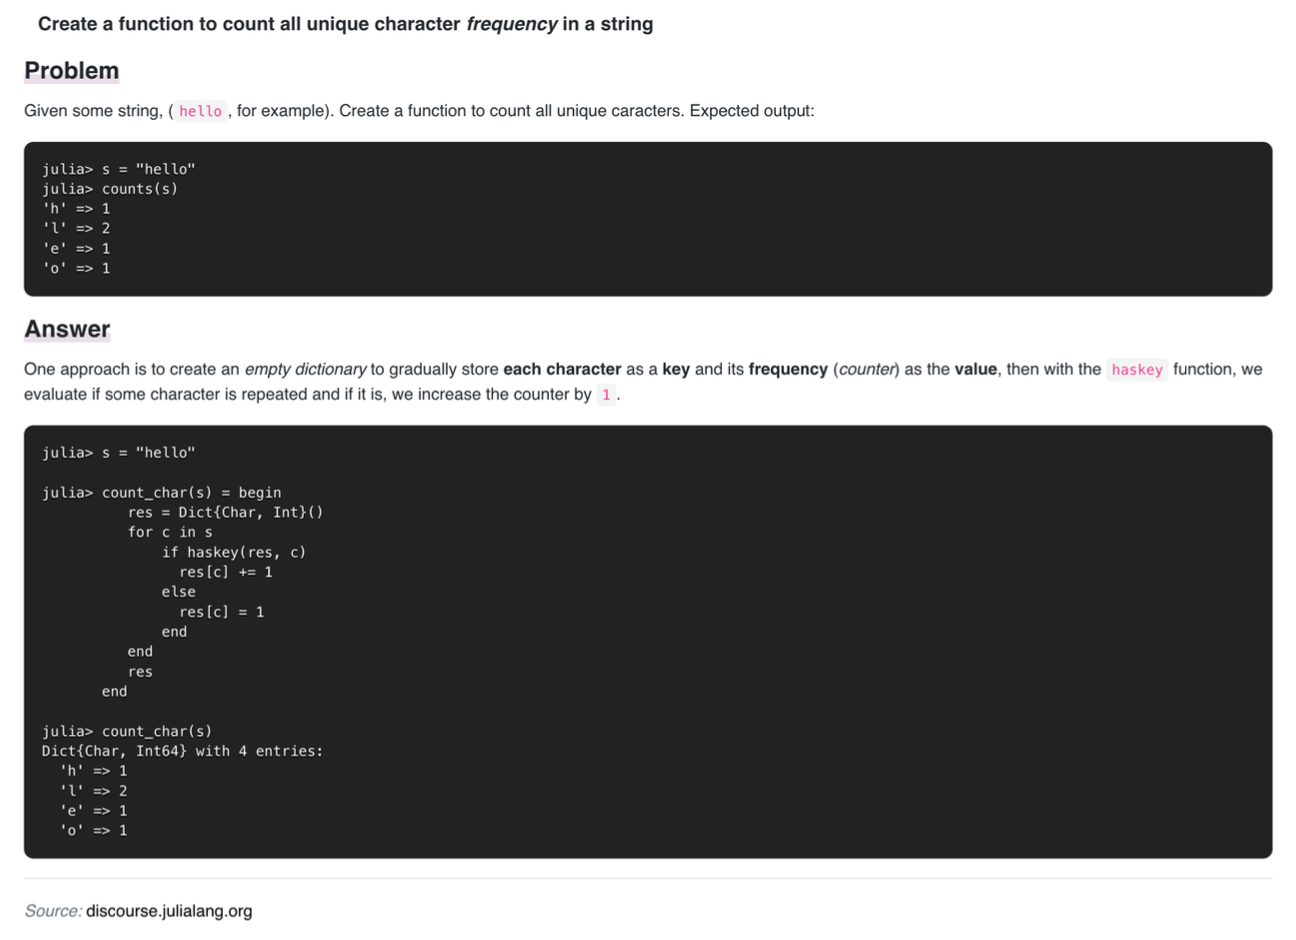 Create a function to count all unique character frequency in a string
Problem
Given some string, ( hello , for example). Create a function to count all unique caracters. Expected output:
julia> s = "hello"
julia> counts(s)
'h' => 1
'l' => 2
'e' => 1
'o' => 1
Answer
One approach is to create an empty dictionary to gradually store each character as a key and its frequency (counter) as the value, then with the haskey function, we
evaluate if some character is repeated and if it is, we increase the counter by 1 .
julia> s = "hello"
julia> count_char(s) = begin
          res = Dict{Char, Int}()
          for c in s
              if haskey(res, c)
                res[c] += 1
              else
                res[c] = 1
              end
          end
          res
       end
julia> count_char(s)
Dict{Char, Int64} with 4 entries:
  'h' => 1
  'l' => 2
  'e' => 1
  'o' => 1
Source: discourse.julialang.org